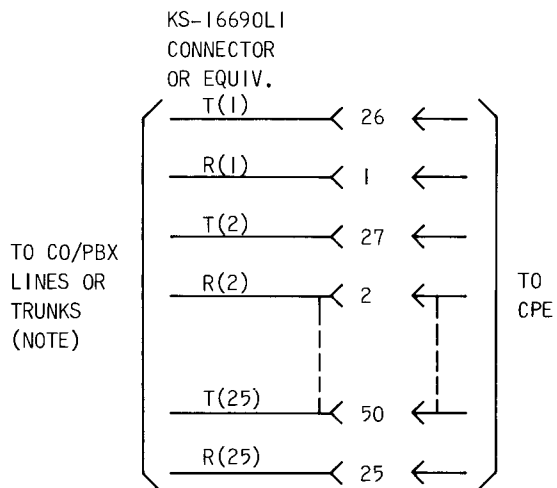 KS-16690L1
CONNECTOR
OR EQUIV.
T(1) 26
R(1) 1
T(2) 27
R(2) 2
T(25) 50
R(25) 25
TO CO/PBX
LINES OR
TRUNKS
(NOTE)
TO
CPE